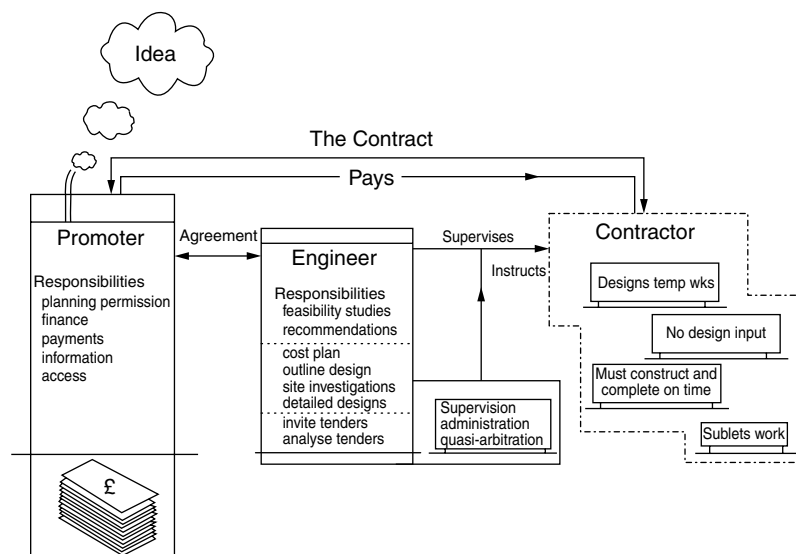 Idea
The Contract
Pays
Promoter
Responsibilities
planning permission
finance
payments
information
access
£
Agreement
Engineer
Responsibilities
feasibility studies
recommendations
cost plan
outline design
site investigations
detailed designs
invite tenders
analyse tenders
Supervision
administration
quasi-arbitration
Supervises
Instructs
Contractor
Designs temp wks
No design input
Must construct and
complete on time
Sublets work